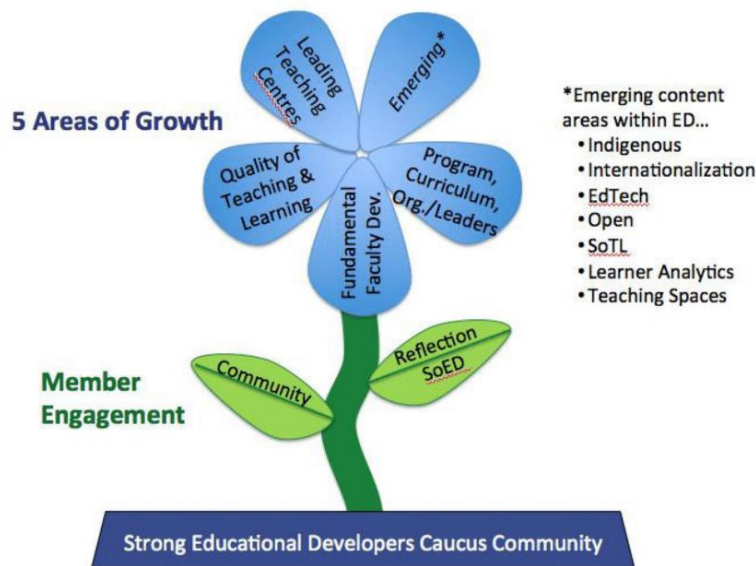 Leading
Teaching
Centres
Emerging*
5 Areas of Growth
Quality of
Teaching &
Learning
Program,
Curriculum,
Org./Leaders
Fundamental
Faculty Dev.
*Emerging content
areas within ED...
• Indigenous
• Internationalization
• EdTech
• Open
• SoTL
• Learner Analytics
• Teaching Spaces
Member
Engagement
Community
Reflection
SoED
Strong Educational Developers Caucus Community